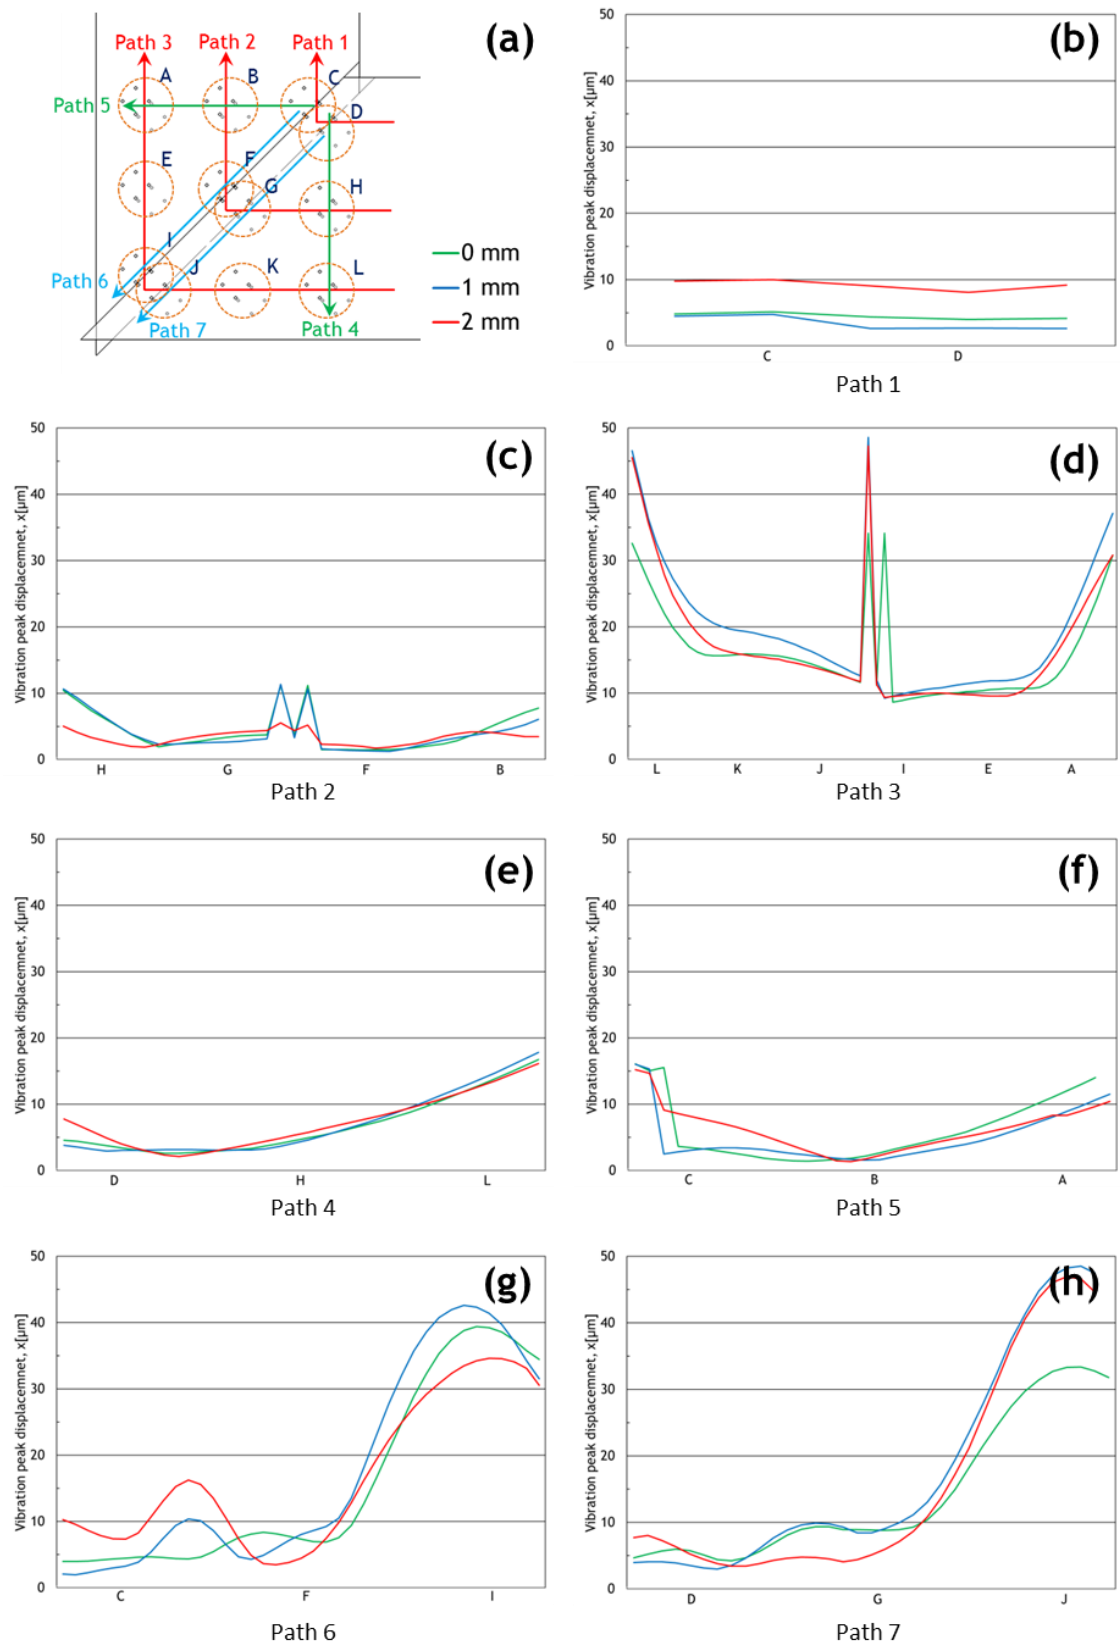 (a)
Path 3
Path 2
Path 1
A
B
C
Path 5
D
E
F
G
H
I
J
K
L
Path 6
Path 7
Path 4
0 mm
1 mm
2 mm
(b)
Vibration peak displacemnet, x[μm]
50
40
30
20
10
0
C D
Path 1
(c)
Vibration peak displacemnet, x[μm]
50
40
30
20
10
0
H G F B
Path 2
(d)
Vibration peak displacemnet, x[μm]
50
40
30
20
10
0
L K J I E A
Path 3
(e)
Vibration peak displacemnet, x[μm]
50
40
30
20
10
0
D H L
Path 4
(f)
Vibration peak displacemnet, x[μm]
50
40
30
20
10
0
C B A
Path 5
(g)
Vibration peak displacemnet, x[μm]
50
40
30
20
10
0
C F I
Path 6
(h)
Vibration peak displacemnet, x[μm]
50
40
30
20
10
0
D G J
Path 7